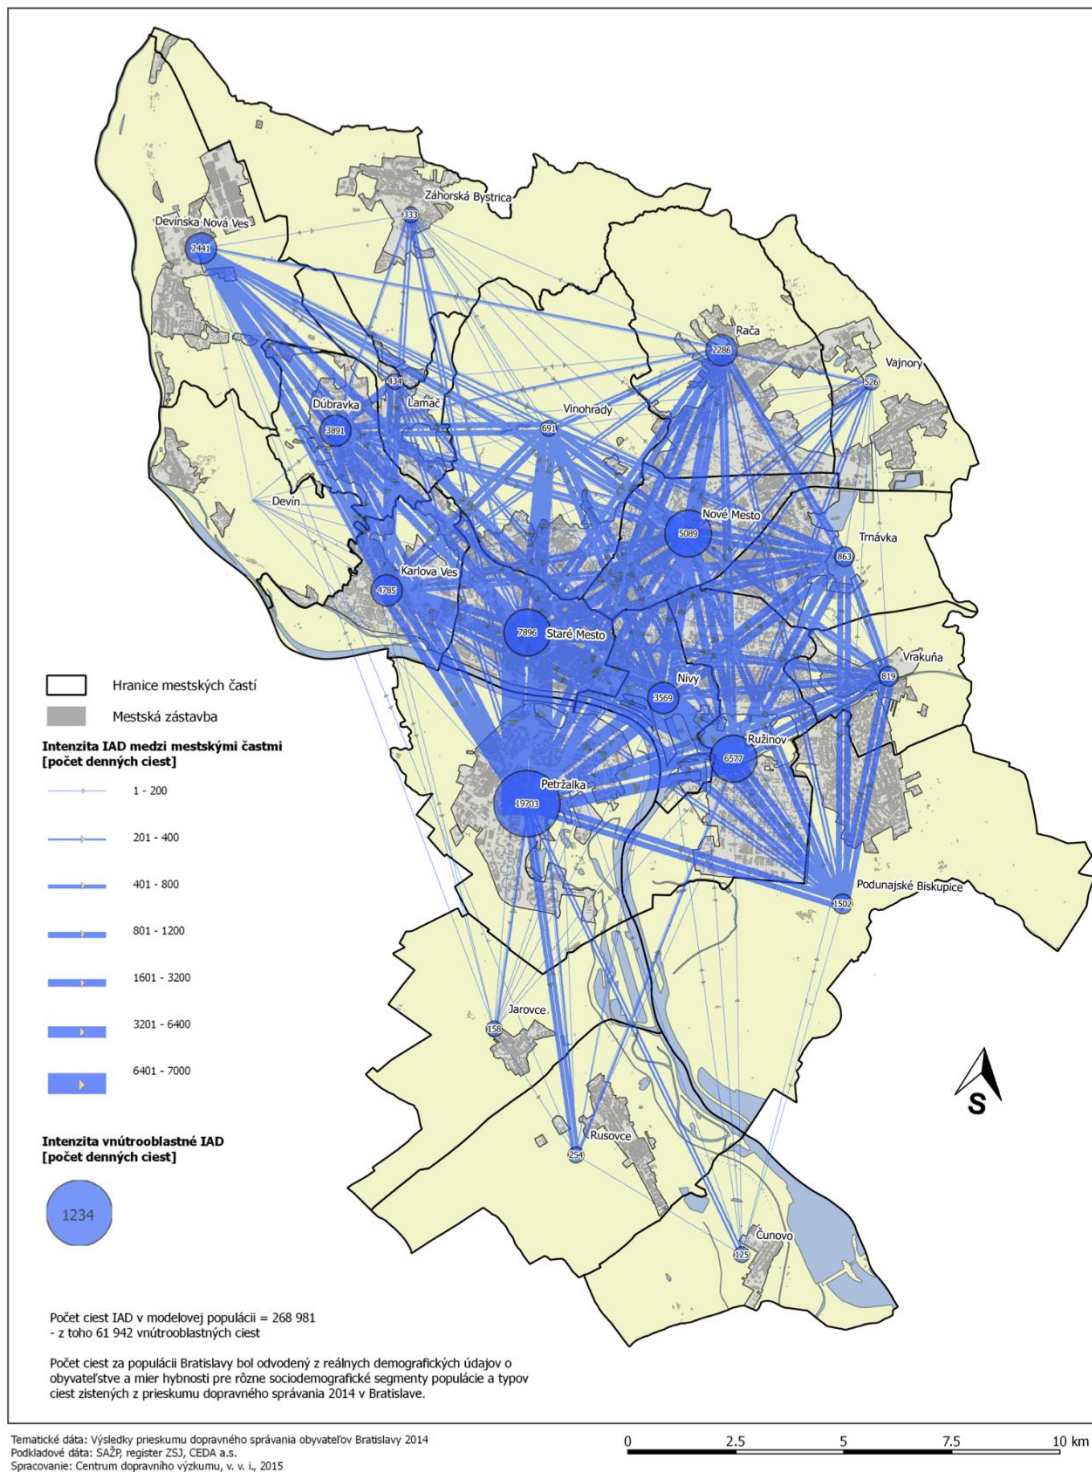 Záhorská Bystrica
333
Devínska Nová Ves
2441
Rača
2286
Vajnory
526
434
Lamač
Dúbravka
3891
Vinohrady
691
Devín
Nové Mesto
5089
Trnávka
863
Karlova Ves
4785
Staré Mesto
7896
Vrakuňa
819
Nivy
3569
Ružinov
6577
Petržalka
19703
Podunajské Biskupice
1502
Jarovce
158
Rusovce
254
Čunovo
125
S
Hranice mestských častí
Mestská zástavba
Intenzita IAD medzi mestskými častmi
[počet denných ciest]
1 - 200
201 - 400
401 - 800
801 - 1200
1601 - 3200
3201 - 6400
6401 - 7000
Intenzita vnútrooblastné IAD
[počet denných ciest]
1234
Počet ciest IAD v modelovej populácii = 268 981
- z toho 61 942 vnútrooblastných ciest
Počet ciest za populácii Bratislavy bol odvodený z reálnych demografických údajov o
obyvateľstve a mier hybnosti pre rôzne sociodemografické segmenty populácie a typov
ciest zistených z prieskumu dopravného správania 2014 v Bratislave.
Tematické dáta: Výsledky prieskumu dopravného správania obyvateľov Bratislavy 2014
Podkladové dáta: SAŽP, register ZSJ, CEDA a.s.
Spracovanie: Centrum dopravního výzkumu, v. v. i., 2015
0 2.5 5 7.5 10 km